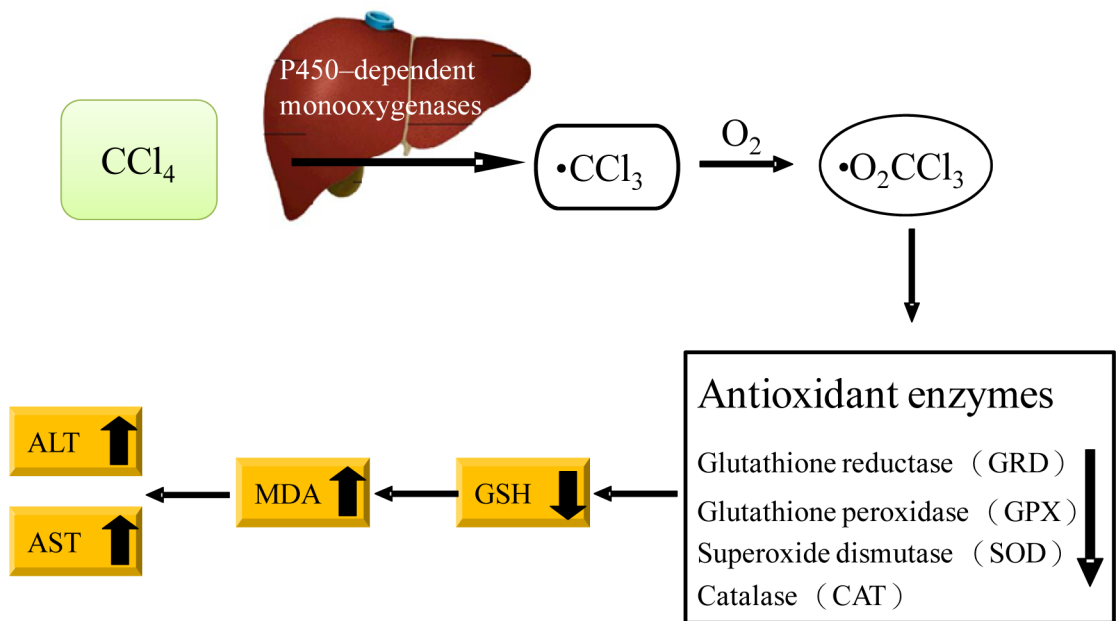 P450–dependent
monooxygenases
CCl₄
•CCl₃
O₂
•O₂CCl₃
Antioxidant enzymes
Glutathione reductase （GRD）
Glutathione peroxidase （GPX）
Superoxide dismutase （SOD）
Catalase （CAT）
GSH
MDA
ALT
AST